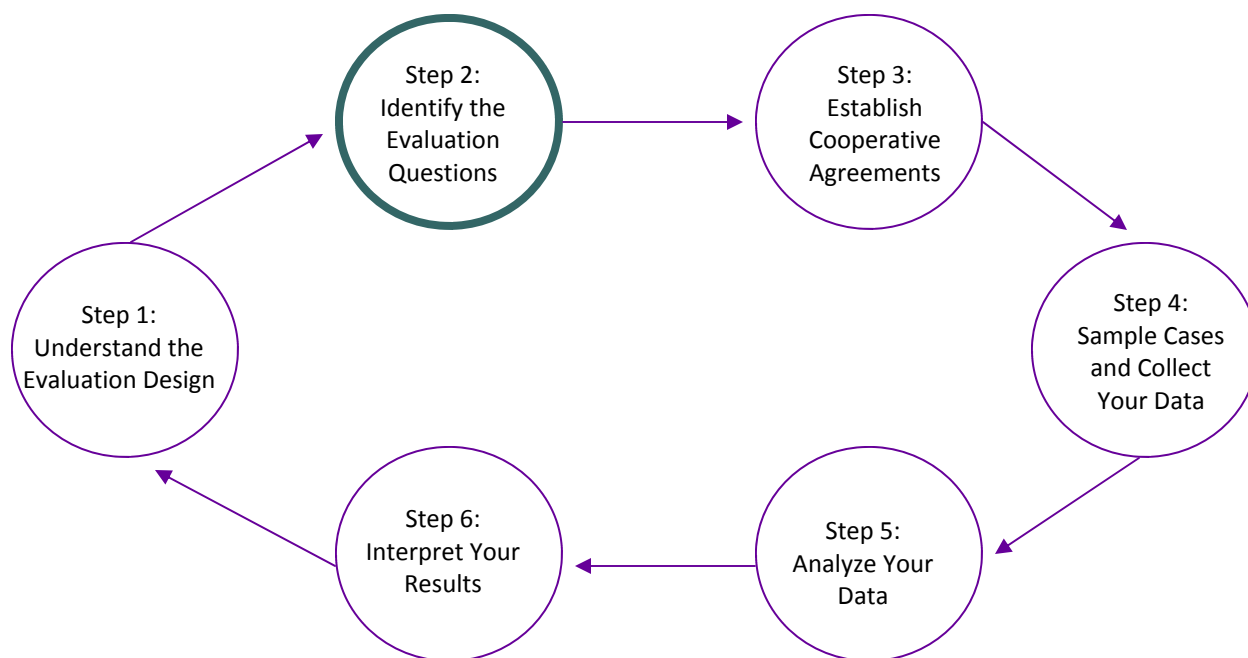 Step 1:
Understand the
Evaluation Design
Step 2:
Identify the
Evaluation
Questions
Step 3:
Establish
Cooperative
Agreements
Step 4:
Sample Cases
and Collect
Your Data
Step 5:
Analyze Your
Data
Step 6:
Interpret Your
Results